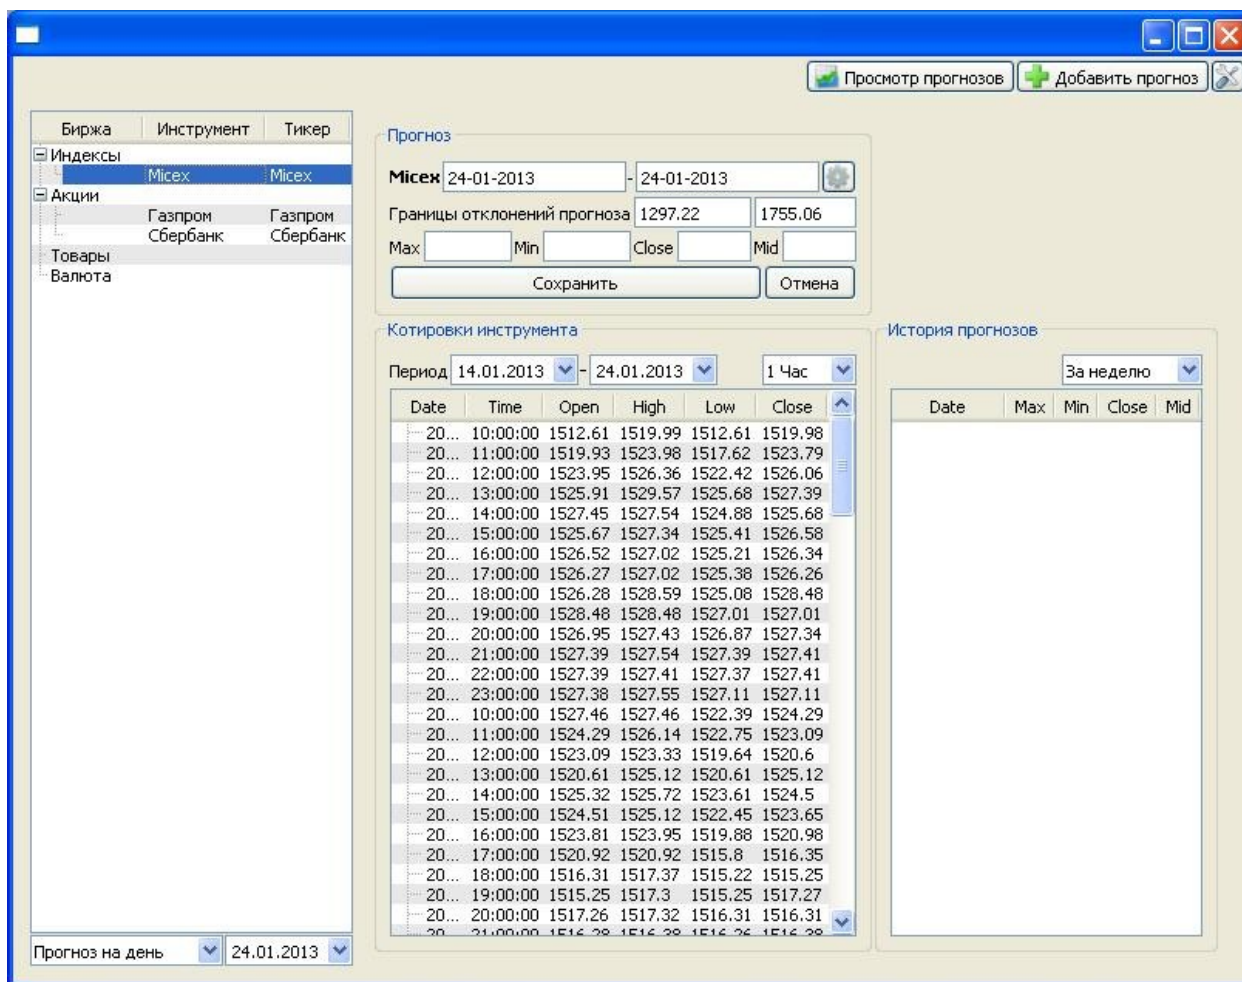 Просмотр прогнозов Добавить прогноз
Биржа Инструмент Тикер
Индексы
Micex Micex
Акции
Газпром Газпром
Сбербанк Сбербанк
Товары
Валюта
Прогноз на день 24.01.2013
Прогноз
Micex 24-01-2013 - 24-01-2013
Границы отклонений прогноза 1297.22 1755.06
Max Min Close Mid
Сохранить Отмена
Котировки инструмента
Период 14.01.2013 - 24.01.2013 1 Час
Date Time Open High Low Close
20... 10:00:00 1512.61 1519.99 1512.61 1519.98
20... 11:00:00 1519.93 1523.98 1517.62 1523.79
20... 12:00:00 1523.95 1526.36 1522.42 1526.06
20... 13:00:00 1525.91 1529.57 1525.68 1527.39
20... 14:00:00 1527.45 1527.54 1524.88 1525.68
20... 15:00:00 1525.67 1527.34 1525.41 1526.58
20... 16:00:00 1526.52 1527.02 1525.21 1526.34
20... 17:00:00 1526.27 1527.02 1525.38 1526.26
20... 18:00:00 1526.28 1528.59 1525.08 1528.48
20... 19:00:00 1528.48 1528.48 1527.01 1527.01
20... 20:00:00 1526.95 1527.43 1526.87 1527.34
20... 21:00:00 1527.39 1527.54 1527.39 1527.41
20... 22:00:00 1527.39 1527.41 1527.37 1527.41
20... 23:00:00 1527.38 1527.55 1527.11 1527.11
20... 10:00:00 1527.46 1527.46 1522.39 1524.29
20... 11:00:00 1524.29 1526.14 1522.75 1523.09
20... 12:00:00 1523.09 1523.33 1519.64 1520.6
20... 13:00:00 1520.61 1525.12 1520.61 1525.12
20... 14:00:00 1525.32 1525.72 1523.61 1524.5
20... 15:00:00 1524.51 1525.12 1522.45 1523.65
20... 16:00:00 1523.81 1523.95 1519.88 1520.98
20... 17:00:00 1520.92 1520.92 1515.8 1516.35
20... 18:00:00 1516.31 1517.37 1515.22 1515.25
20... 19:00:00 1515.25 1517.3 1515.25 1517.27
20... 20:00:00 1517.26 1517.32 1516.31 1516.31
История прогнозов
За неделю
Date Max Min Close Mid